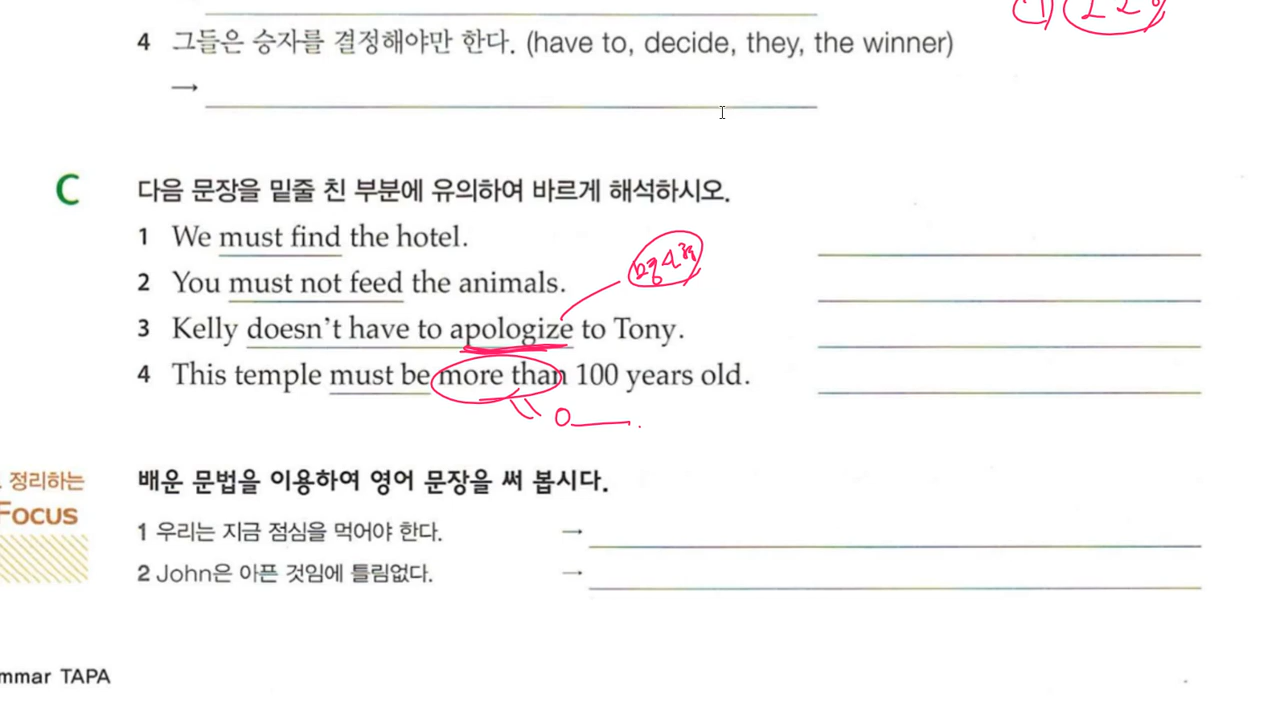 4 그들은 승자를 결정해야만 한다. (have to, decide, they, the winner)
→
C 다음 문장을 밑줄 친 부분에 유의하여 바르게 해석하시오.
1 We must find the hotel.
2 You must not feed the animals.
3 Kelly doesn't have to apologize to Tony.
4 This temple must be more than 100 years old.
정리하는
Focus
배운 문법을 이용하여 영어 문장을 써 봅시다.
1 우리는 지금 점심을 먹어야 한다. →
2 John은 아픈 것임에 틀림없다. →
mmar TAPA